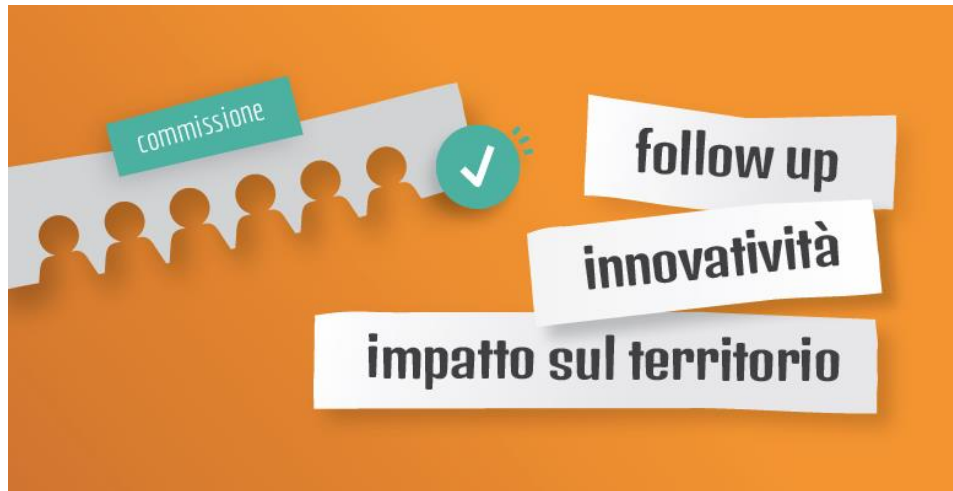 commissione
follow up
innovatività
impatto sul territorio